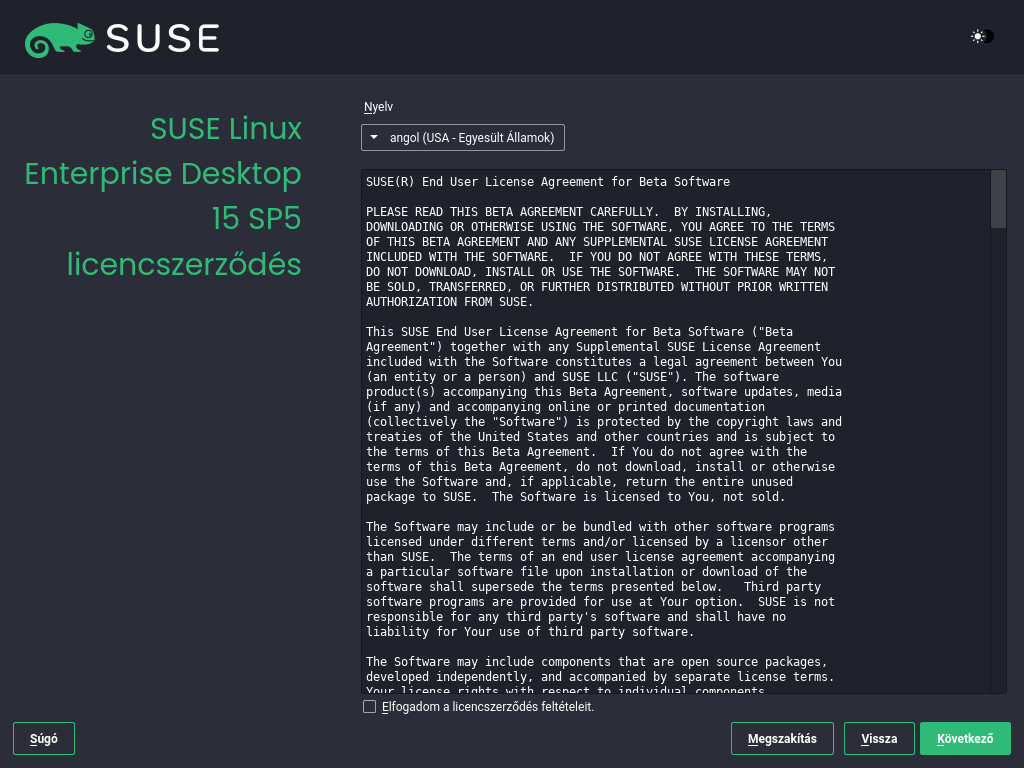 SUSE
SUSE Linux
Enterprise Desktop
15 SP5
licencszerződés
Nyelv
angol (USA - Egyesült Államok)
SUSE(R) End User License Agreement for Beta Software
PLEASE READ THIS BETA AGREEMENT CAREFULLY.  BY INSTALLING,
DOWNLOADING OR OTHERWISE USING THE SOFTWARE, YOU AGREE TO THE TERMS
OF THIS BETA AGREEMENT AND ANY SUPPLEMENTAL SUSE LICENSE AGREEMENT
INCLUDED WITH THE SOFTWARE.  IF YOU DO NOT AGREE WITH THESE TERMS,
DO NOT DOWNLOAD, INSTALL OR USE THE SOFTWARE.  THE SOFTWARE MAY NOT
BE SOLD, TRANSFERRED, OR FURTHER DISTRIBUTED WITHOUT PRIOR WRITTEN
AUTHORIZATION FROM SUSE.
This SUSE End User License Agreement for Beta Software ("Beta
Agreement") together with any Supplemental SUSE License Agreement
included with the Software constitutes a legal agreement between You
(an entity or a person) and SUSE LLC ("SUSE"). The software
product(s) accompanying this Beta Agreement, software updates, media
(if any) and accompanying online or printed documentation
(collectively the "Software") is protected by the copyright laws and
treaties of the United States and other countries and is subject to
the terms of this Beta Agreement.  If You do not agree with the
terms of this Beta Agreement, do not download, install or otherwise
use the Software and, if applicable, return the entire unused
package to SUSE.  The Software is licensed to You, not sold.
The Software may include or be bundled with other software programs
licensed under different terms and/or licensed by a licensor other
than SUSE.  The terms of an end user license agreement accompanying
a particular software file upon installation or download of the
software shall supersede the terms presented below.   Third party
software programs are provided for use at Your option.  SUSE is not
responsible for any third party's software and shall have no
liability for Your use of third party software.
The Software may include components that are open source packages,
developed independently, and accompanied by separate license terms.
Your license rights with respect to individual components
Elfogadom a licencszerződés feltételeit.
Súgó
Megszakítás
Vissza
Következő